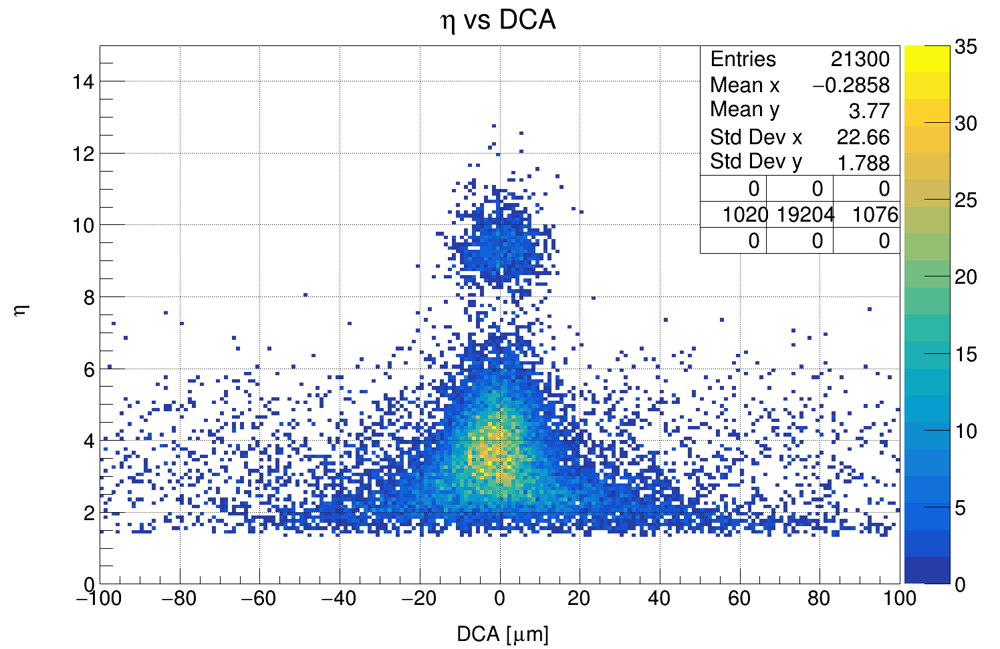 η vs DCA
Entries 21300
Mean x −0.2858
Mean y 3.77
Std Dev x 22.66
Std Dev y 1.788
0 0 0
1020 19204 1076
0 0 0
35
30
25
20
15
10
5
0
14
12
10
8
6
4
2
0
η
−100 −80 −60 −40 −20 0 20 40 60 80 100
DCA [μm]